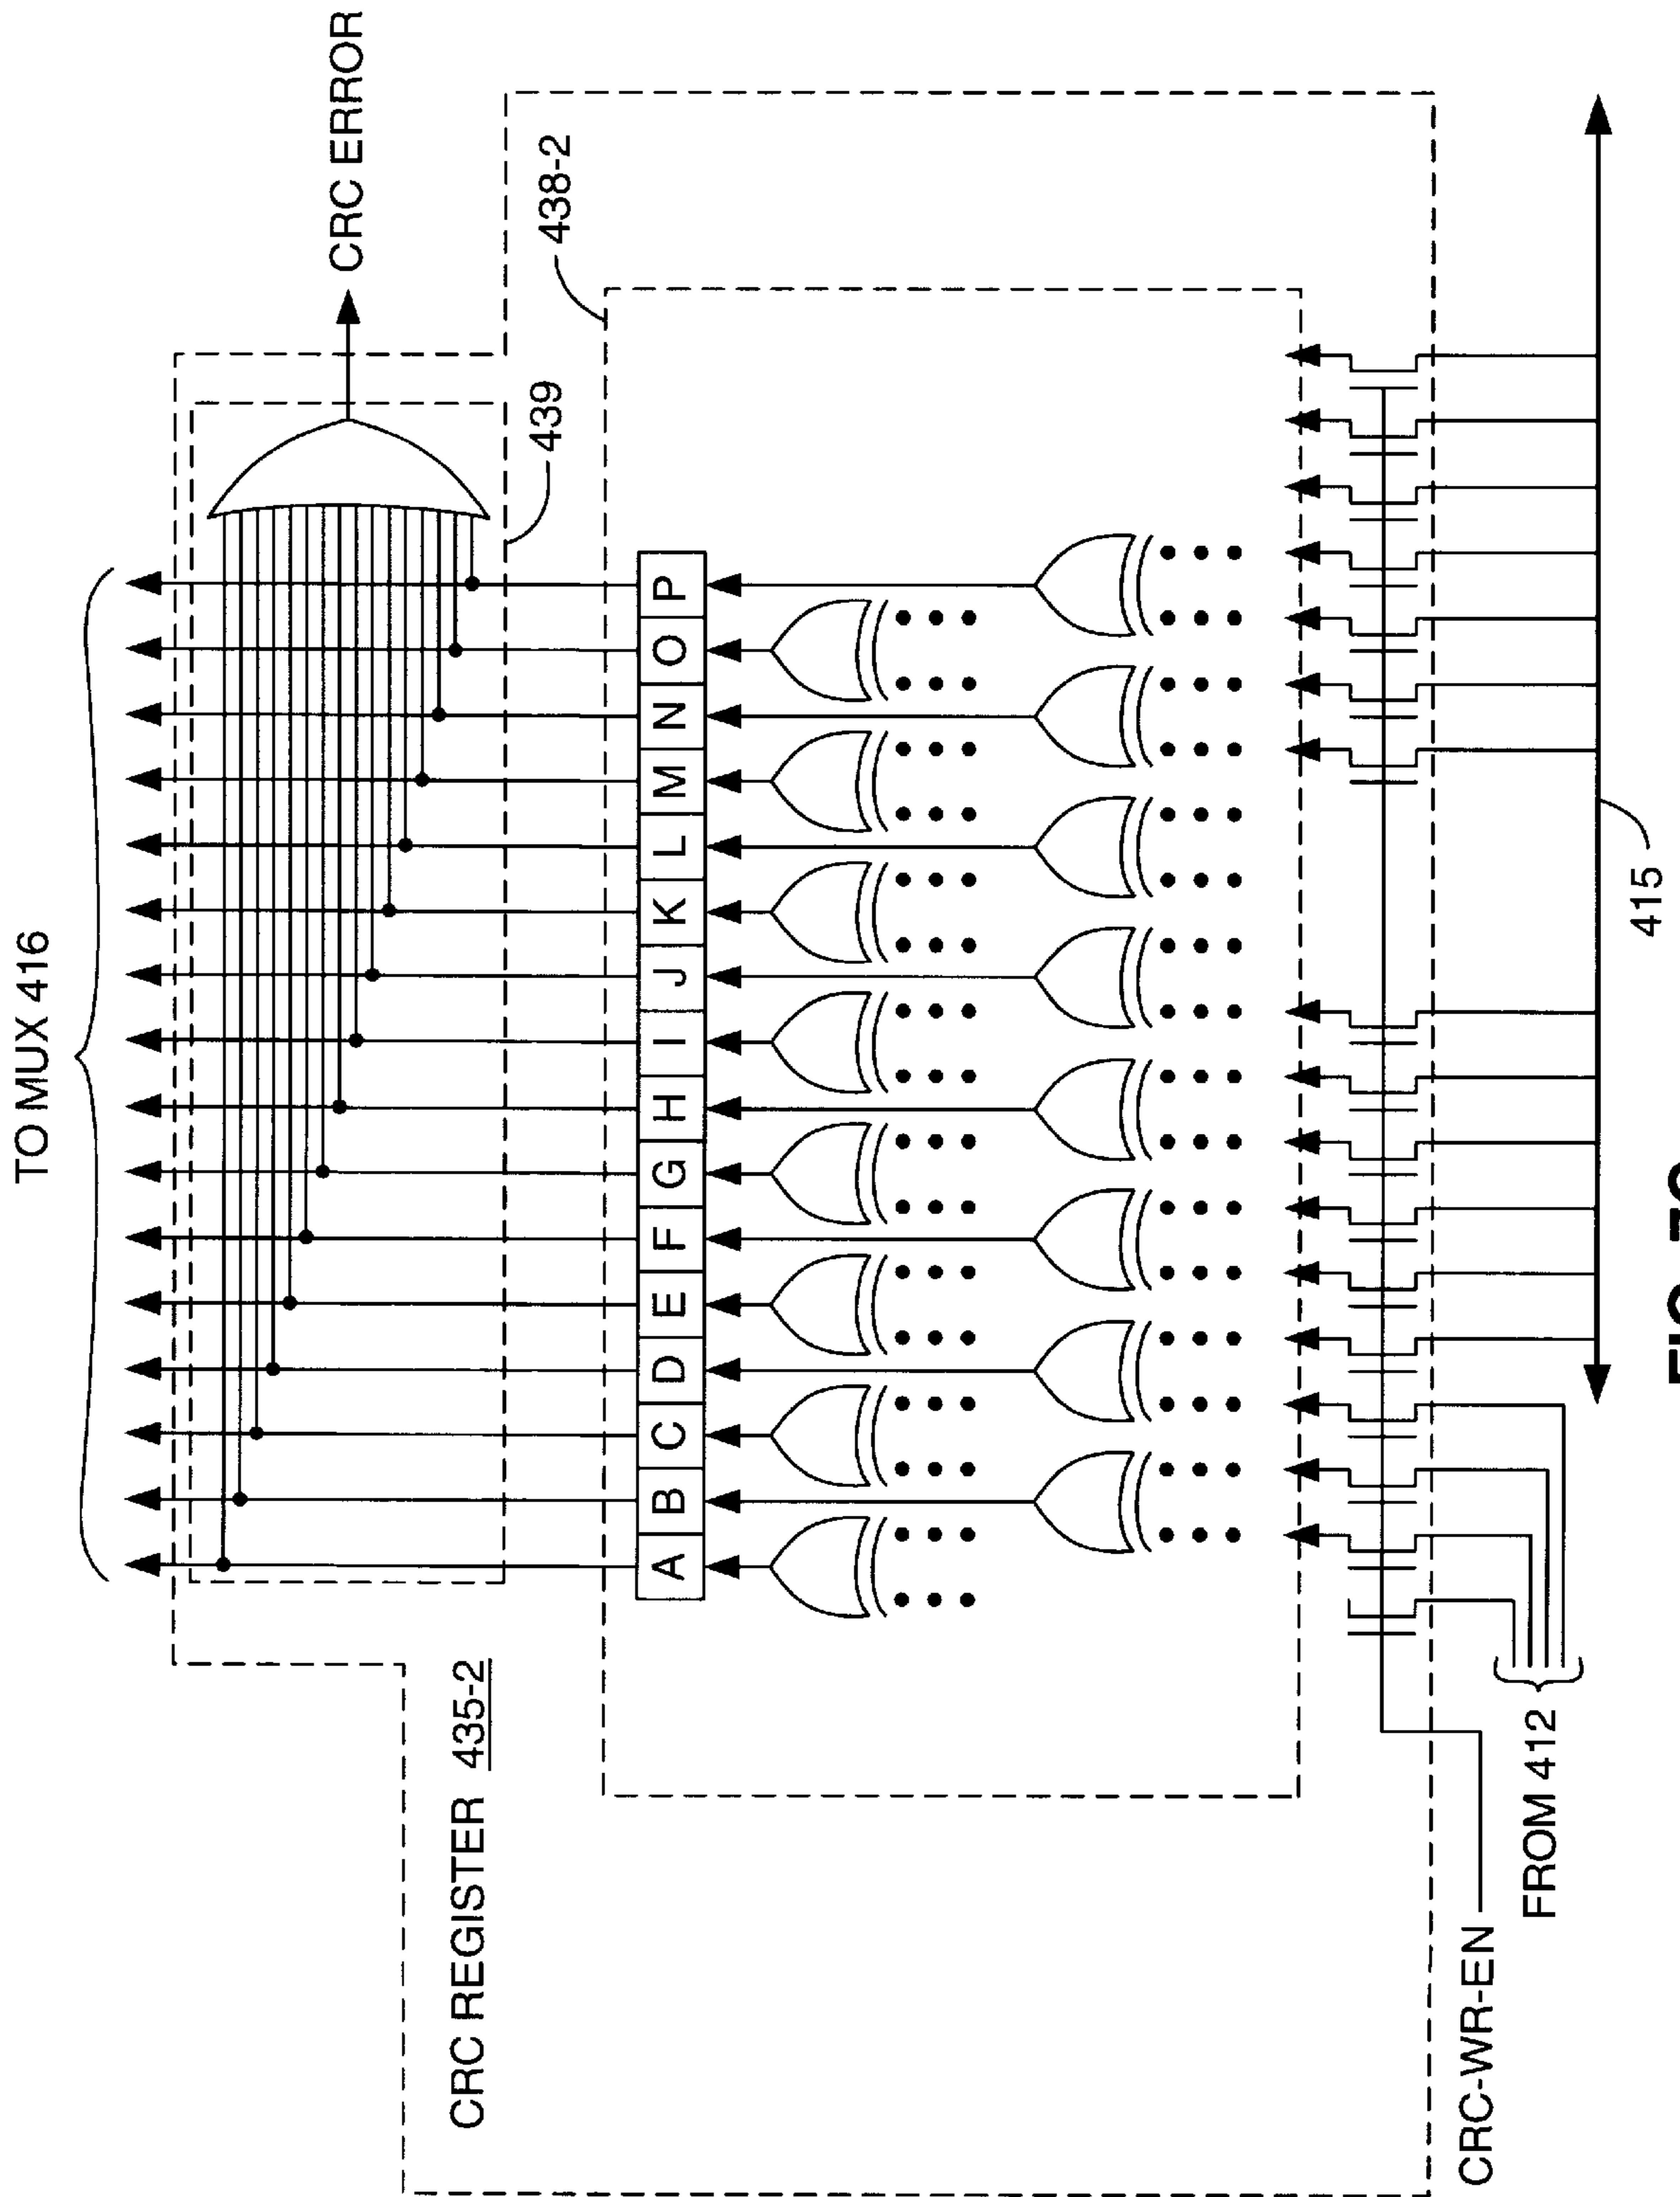 TO MUX 416
CRC ERROR
CRC REGISTER 435-2
439
438-2
A B C D E F G H I J K L M N O P
CRC-WR-EN
FROM 412
415